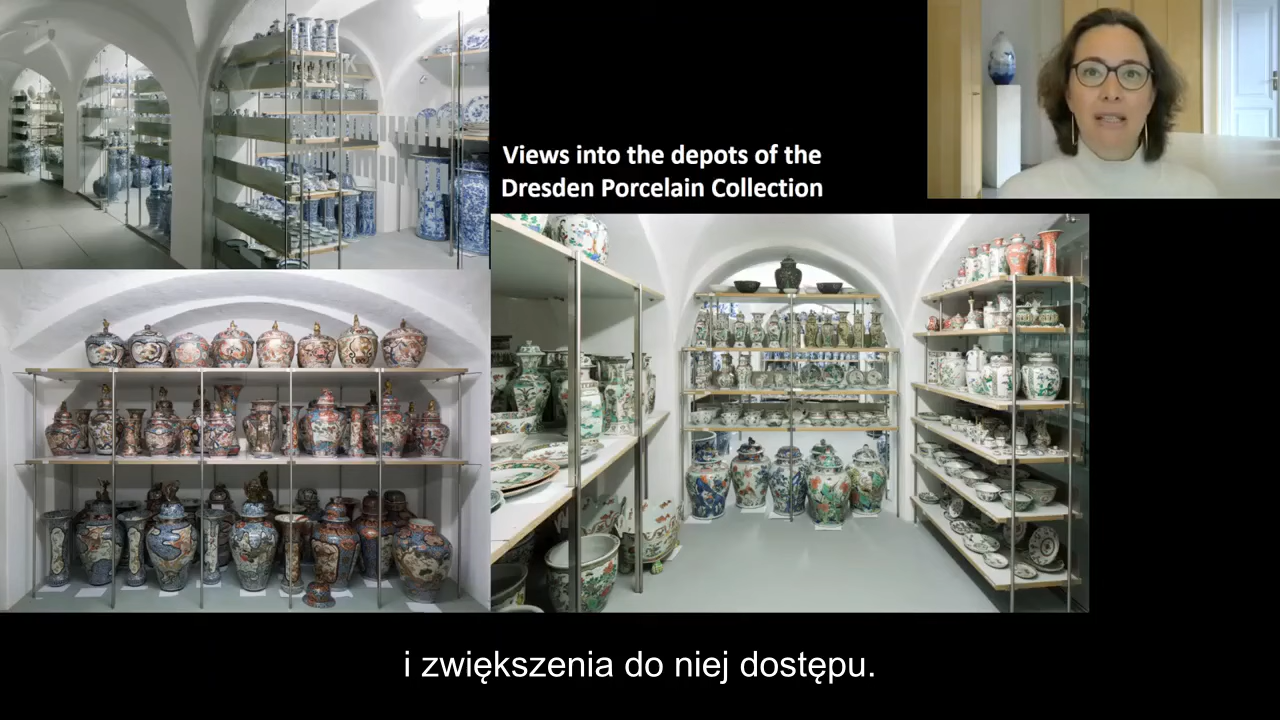 Views into the depots of the
Dresden Porcelain Collection
i zwiększenia do niej dostępu.